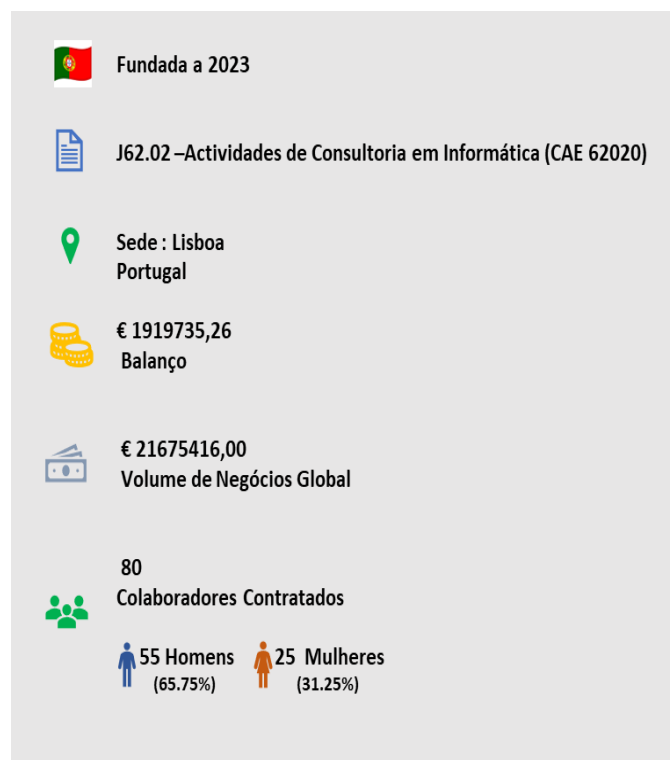 Fundada a 2023
J62.02 –Actividades de Consultoria em Informática (CAE 62020)
Sede : Lisboa
Portugal
€ 1919735,26
Balanço
€ 21675416,00
Volume de Negócios Global
80
Colaboradores Contratados
55 Homens 25 Mulheres
(65.75%) (31.25%)